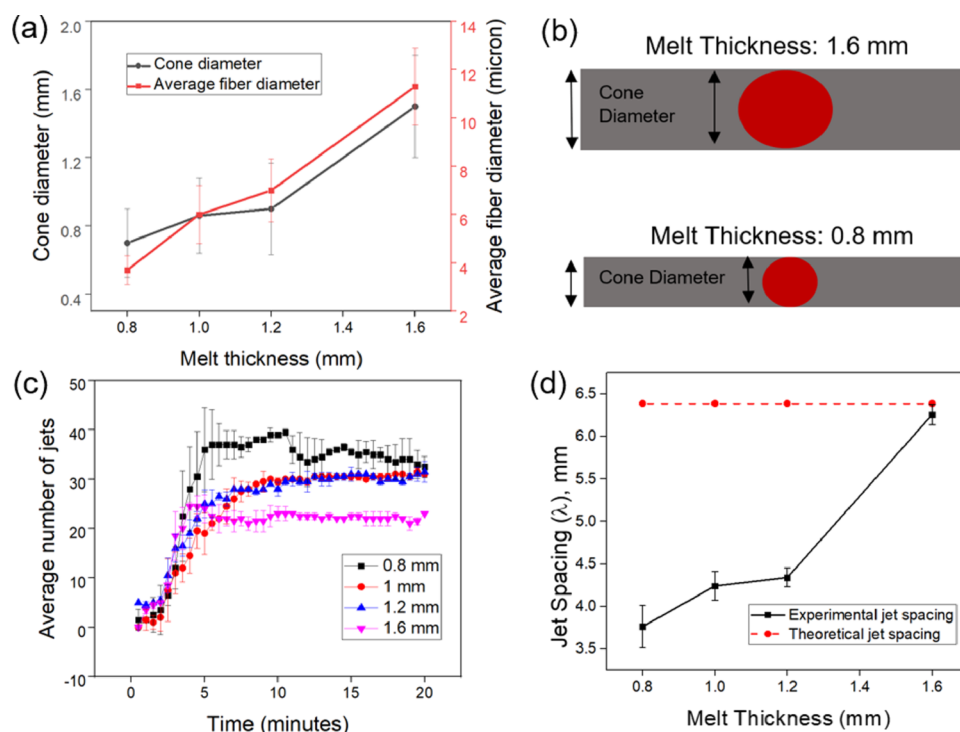 (a)
2.0
1.6
1.2
0.8
0.4
Cone diameter (mm)
Cone diameter
Average fiber diameter
14
12
10
8
6
4
2
Average fiber diameter (micron)
0.8
1.0
1.2
1.4
1.6
Melt thickness (mm)
(b)
Melt Thickness: 1.6 mm
Cone
Diameter
Melt Thickness: 0.8 mm
Cone Diameter
(c)
50
40
30
20
10
0
-10
Average number of jets
0.8 mm
1 mm
1.2 mm
1.6 mm
0
5
10
15
20
Time (minutes)
(d)
6.5
6.0
5.5
5.0
4.5
4.0
3.5
Jet Spacing (λ), mm
Experimental jet spacing
Theoretical jet spacing
0.8
1.0
1.2
1.4
1.6
Melt Thickness (mm)